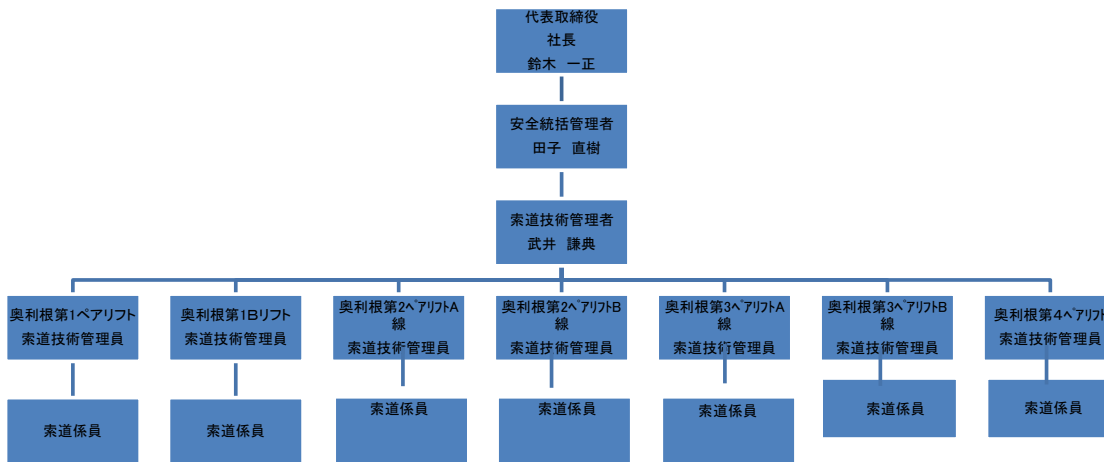 代表取締役
社長
鈴木 一正
安全統括管理者
田子 直樹
索道技術管理者
武井 謙典
奥利根第1ペアリフト
索道技術管理員
奥利根第1Bリフト
索道技術管理員
奥利根第2ペアリフトA
線
索道技術管理員
奥利根第2ペアリフトB
線
索道技術管理員
奥利根第3ペアリフトA
線
索道技術管理員
奥利根第3ペアリフトB
線
索道技術管理員
奥利根第4ペアリフト
索道技術管理員
索道係員
索道係員
索道係員
索道係員
索道係員
索道係員
索道係員